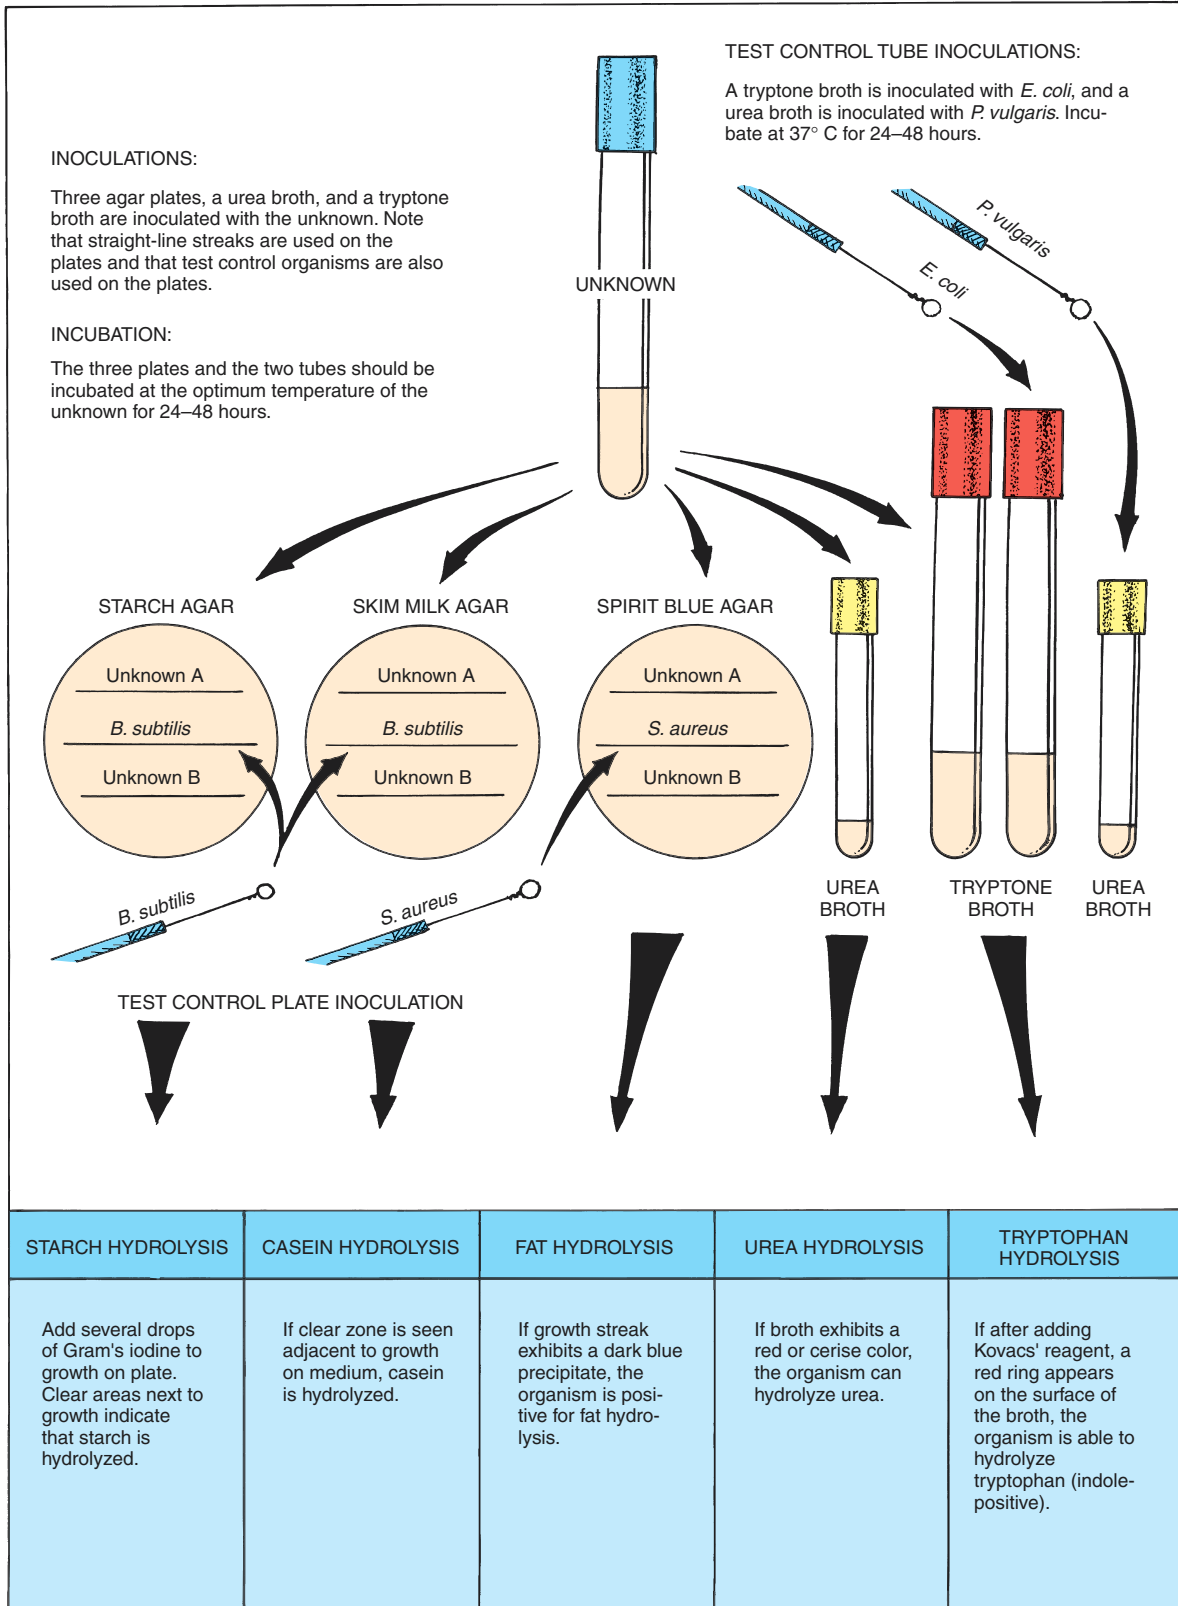 TEST CONTROL TUBE INOCULATIONS:
A tryptone broth is inoculated with E. coli, and a
urea broth is inoculated with P. vulgaris. Incu-
bate at 37° C for 24–48 hours.
INOCULATIONS:
Three agar plates, a urea broth, and a tryptone
broth are inoculated with the unknown. Note
that straight-line streaks are used on the
plates and that test control organisms are also
used on the plates.
INCUBATION:
The three plates and the two tubes should be
incubated at the optimum temperature of the
unknown for 24–48 hours.
UNKNOWN
P. vulgaris
E. coli
STARCH AGAR
Unknown A
B. subtilis
Unknown B
SKIM MILK AGAR
Unknown A
B. subtilis
Unknown B
SPIRIT BLUE AGAR
Unknown A
S. aureus
Unknown B
B. subtilis
S. aureus
UREA
BROTH
TRYPTONE
BROTH
UREA
BROTH
TEST CONTROL PLATE INOCULATION
STARCH HYDROLYSIS
Add several drops
of Gram's iodine to
growth on plate.
Clear areas next to
growth indicate
that starch is
hydrolyzed.
CASEIN HYDROLYSIS
If clear zone is seen
adjacent to growth
on medium, casein
is hydrolyzed.
FAT HYDROLYSIS
If growth streak
exhibits a dark blue
precipitate, the
organism is posi-
tive for fat hydro-
lysis.
UREA HYDROLYSIS
If broth exhibits a
red or cerise color,
the organism can
hydrolyze urea.
TRYPTOPHAN
HYDROLYSIS
If after adding
Kovacs' reagent, a
red ring appears
on the surface of
the broth, the
organism is able to
hydrolyze
tryptophan (indole-
positive).